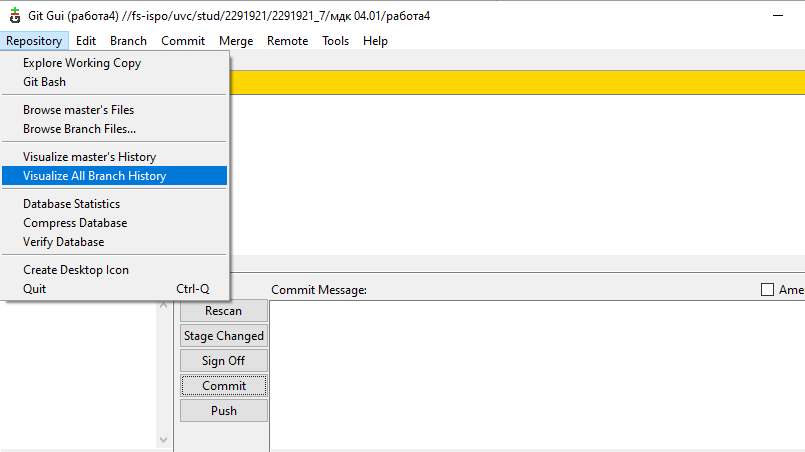 Git Gui (работа4) //fs-ispo/uvc/stud/2291921/2291921_7/мдк 04.01/работа4
Repository Edit Branch Commit Merge Remote Tools Help
Explore Working Copy
Git Bash
Browse master's Files
Browse Branch Files...
Visualize master's History
Visualize All Branch History
Database Statistics
Compress Database
Verify Database
Create Desktop Icon
Quit Ctrl-Q
Commit Message: Ame
Rescan
Stage Changed
Sign Off
Commit
Push